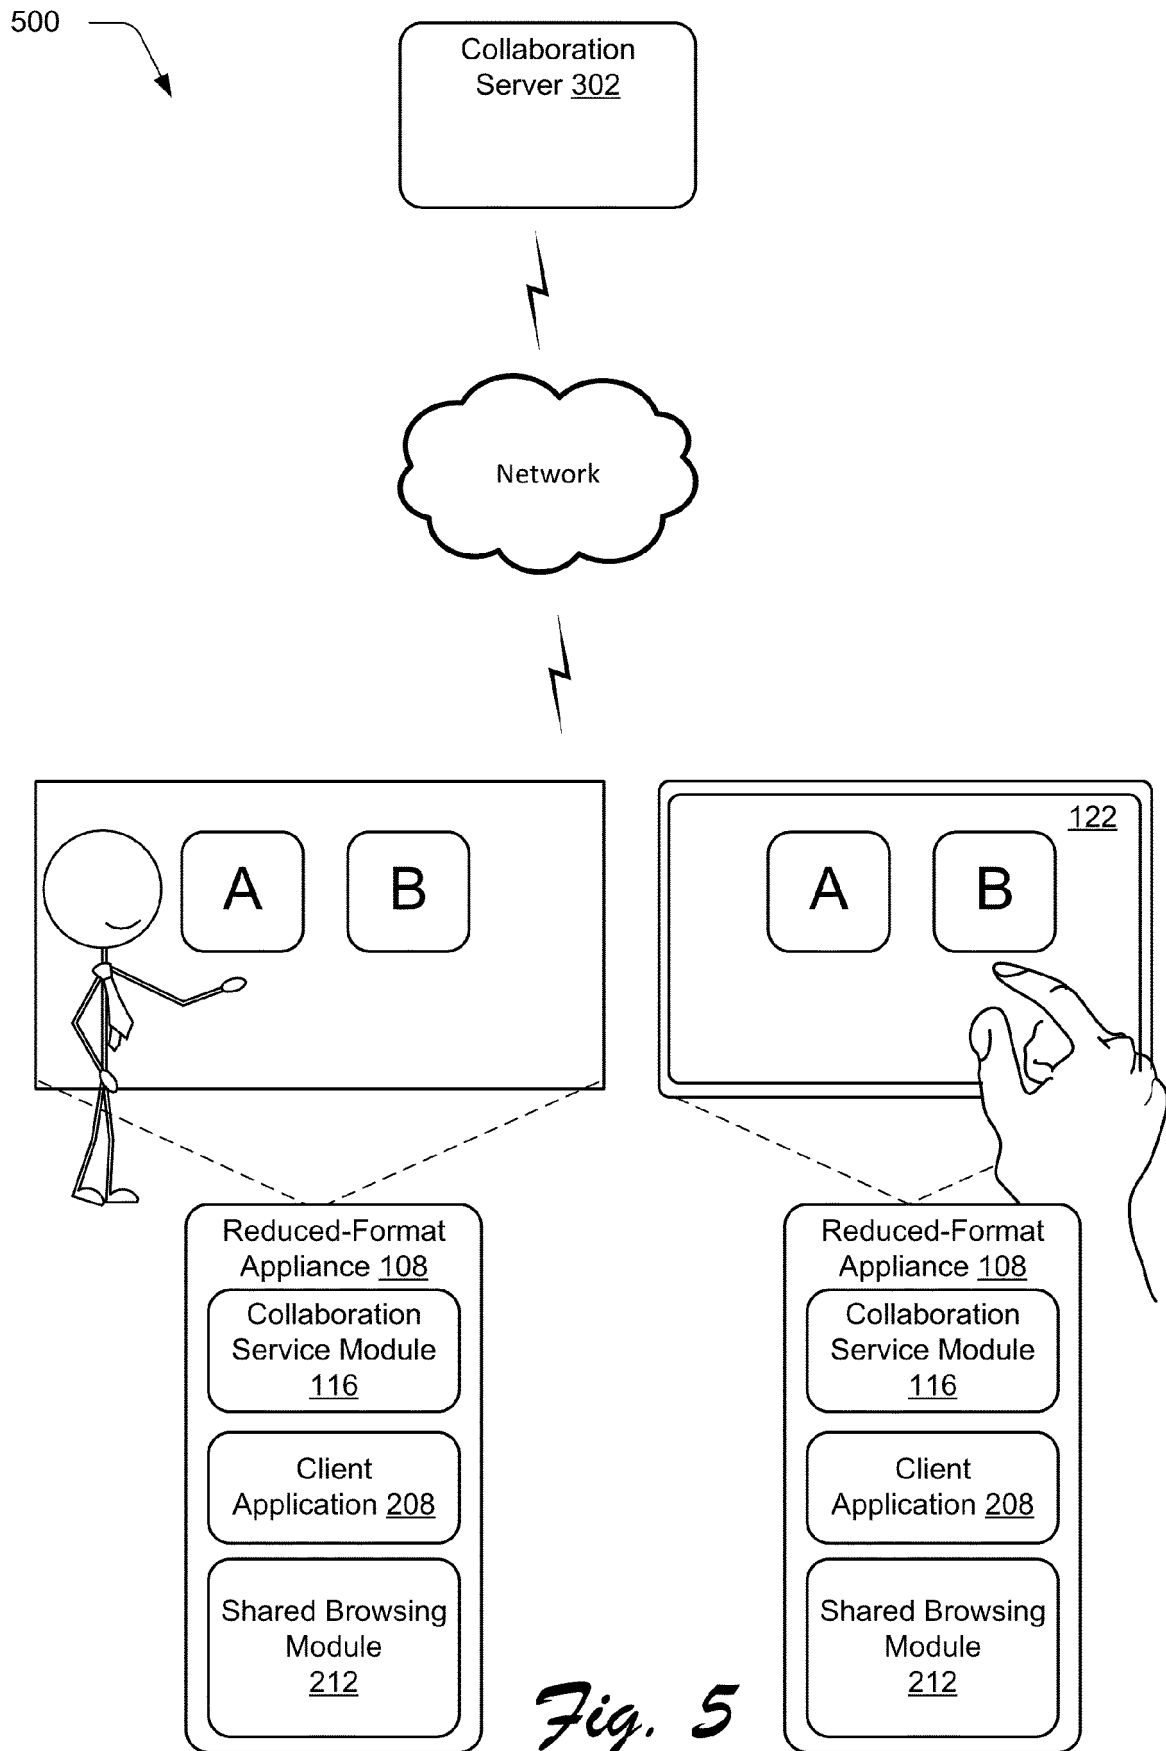 500
Collaboration
Server 302
Network
A
B
122
A
B
Reduced-Format
Appliance 108
Collaboration
Service Module
116
Client
Application 208
Shared Browsing
Module
212
Reduced-Format
Appliance 108
Collaboration
Service Module
116
Client
Application 208
Shared Browsing
Module
212
Fig. 5